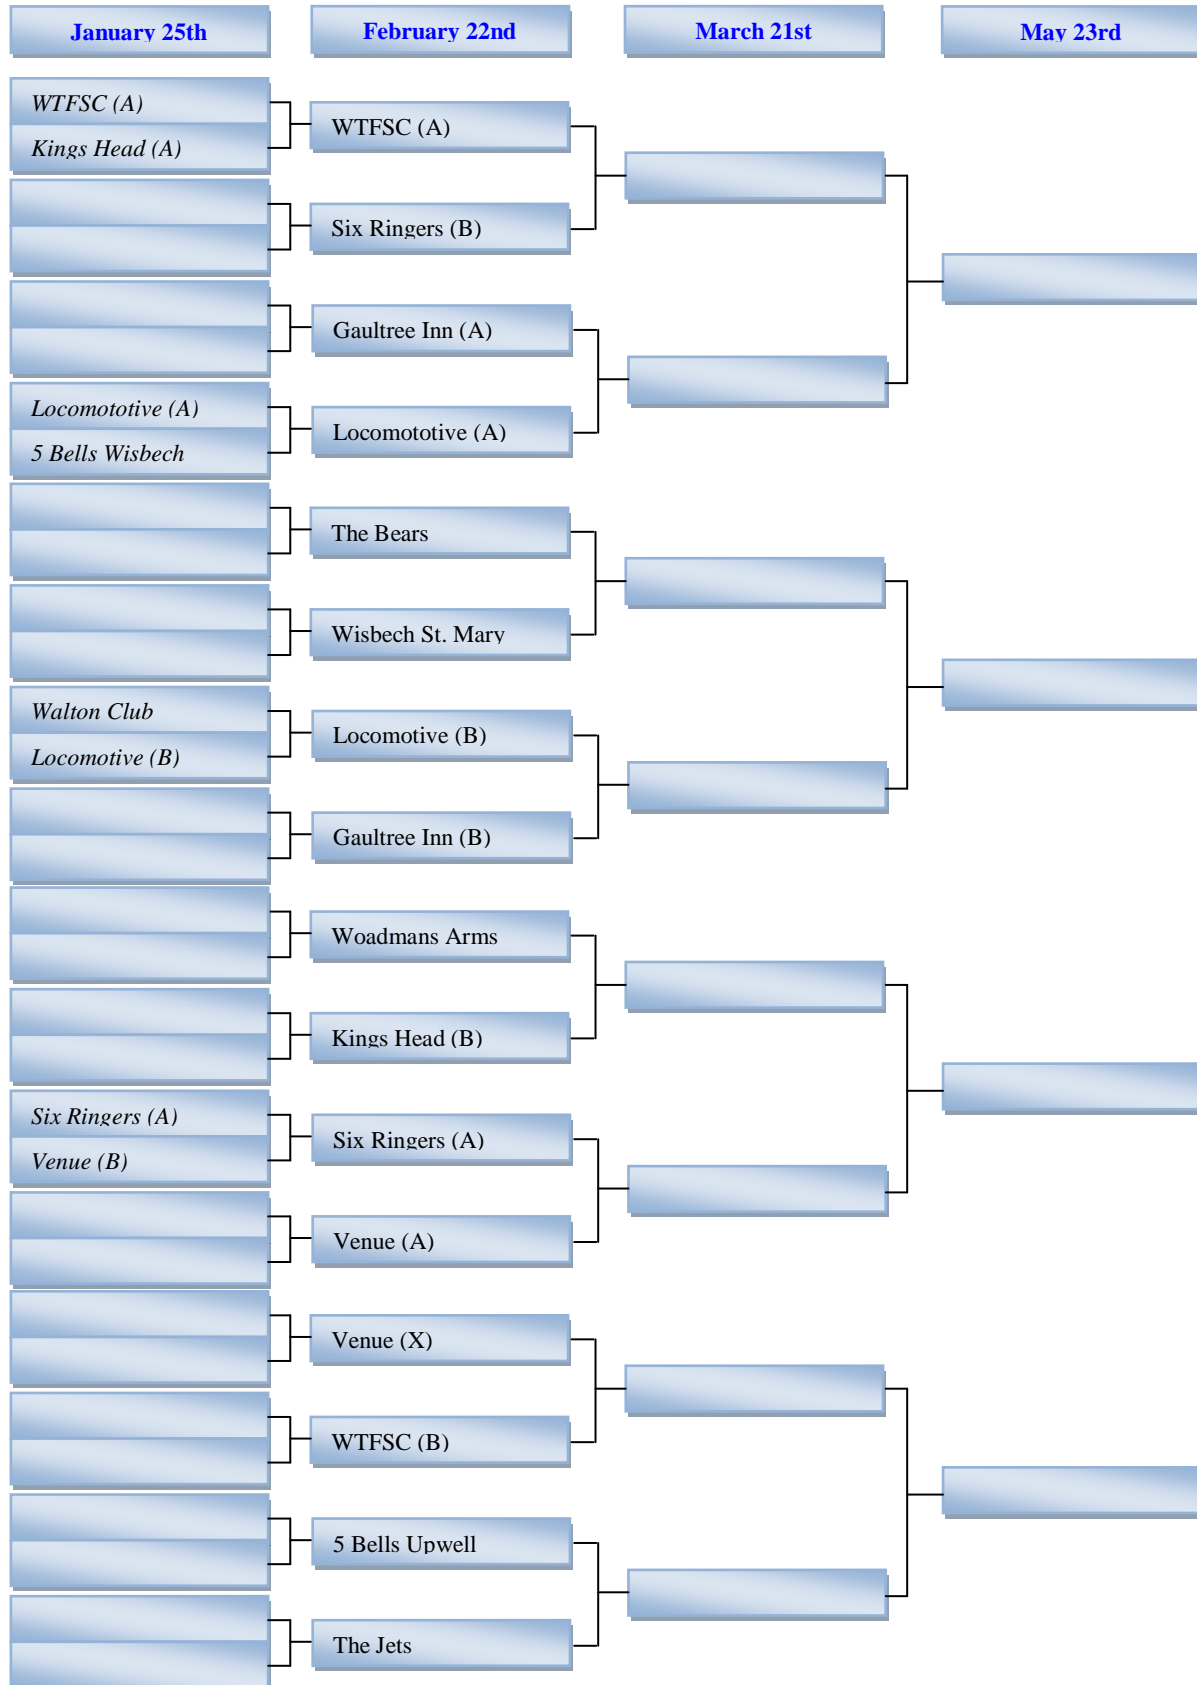 January 25th
February 22nd
March 21st
May 23rd
WTFSC (A)
Kings Head (A)
WTFSC (A)
Six Ringers (B)
Gaultree Inn (A)
Locomototive (A)
5 Bells Wisbech
Locomototive (A)
The Bears
Wisbech St. Mary
Walton Club
Locomotive (B)
Locomotive (B)
Gaultree Inn (B)
Woadmans Arms
Kings Head (B)
Six Ringers (A)
Venue (B)
Six Ringers (A)
Venue (A)
Venue (X)
WTFSC (B)
5 Bells Upwell
The Jets